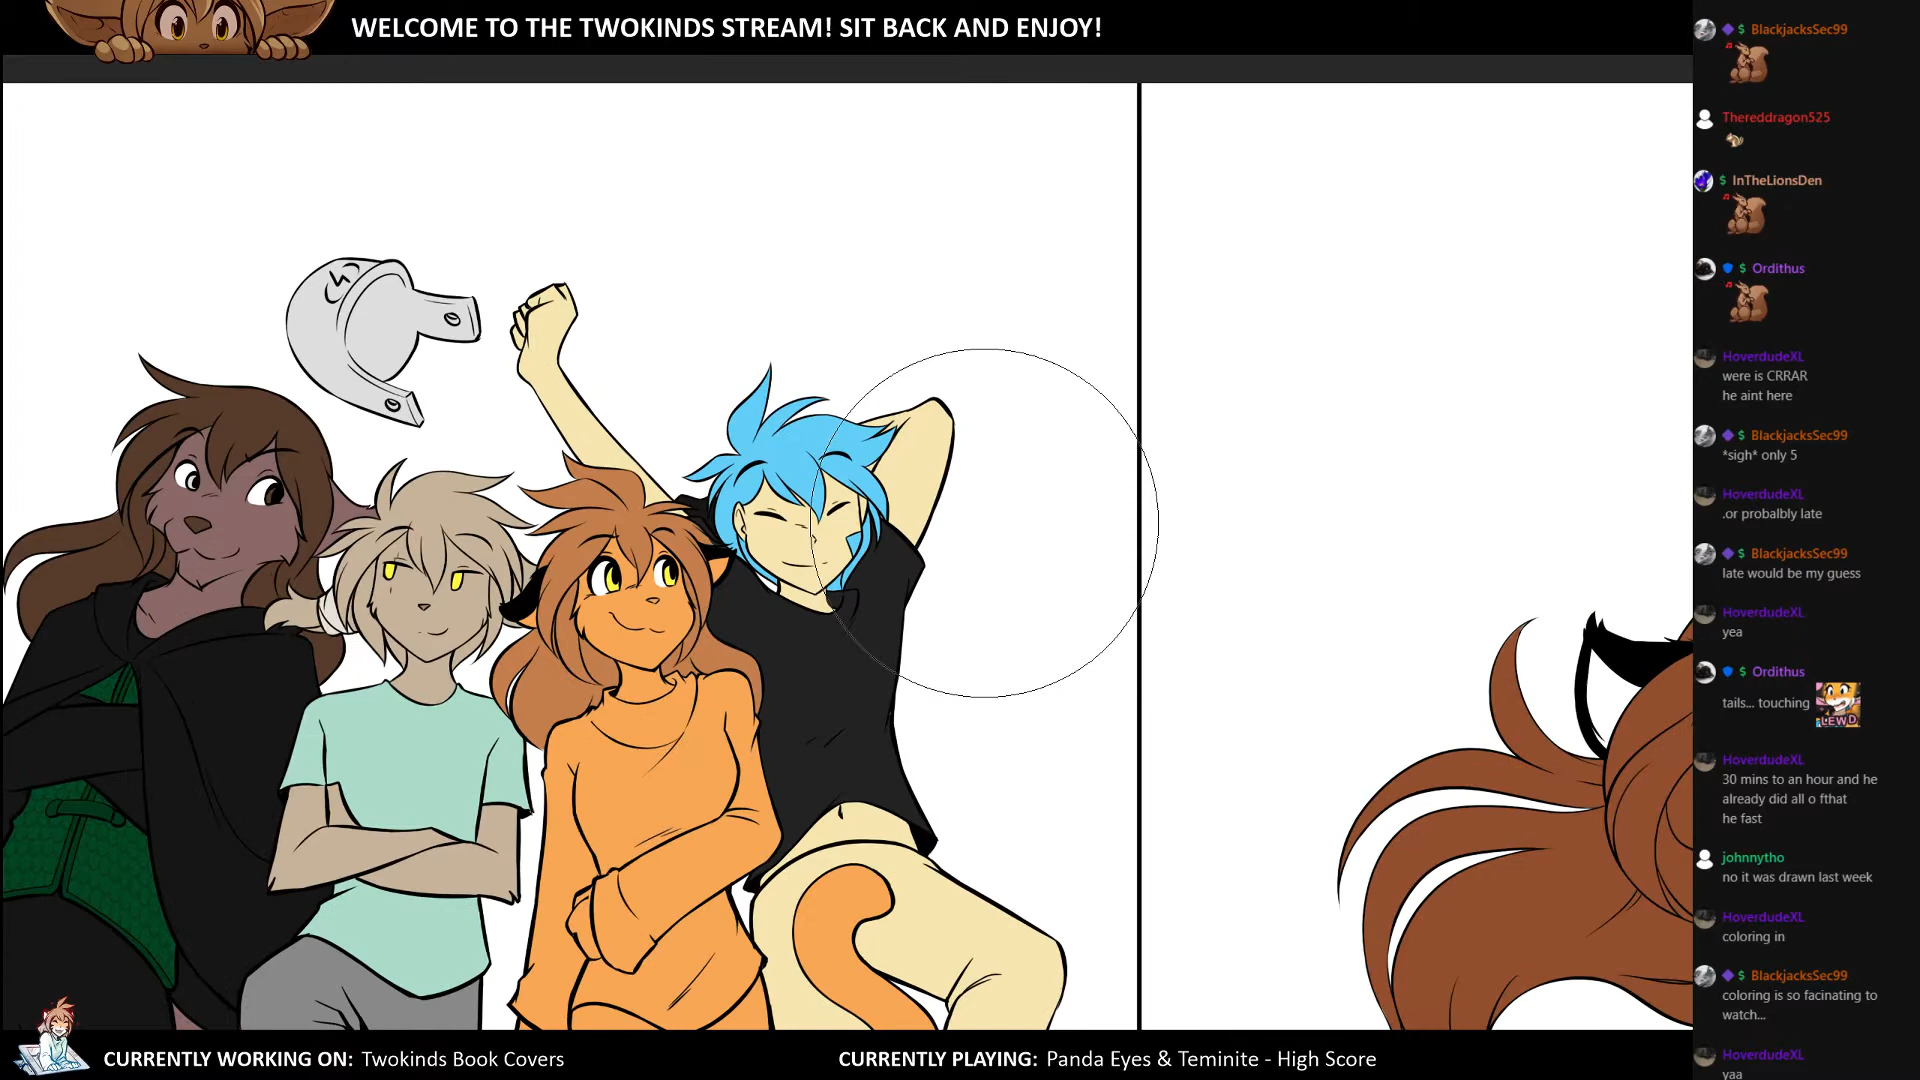 WELCOME TO THE TWOKINDS STREAM! SIT BACK AND ENJOY!
$ BlackjacksSec99
Thereddragon525
$ InTheLionsDen
$ Ordithus
HoverdudeXL
were is CRRAR
he aint here
$ BlackjacksSec99
*sigh* only 5
HoverdudeXL
.or probalbly late
$ BlackjacksSec99
late would be my guess
HoverdudeXL
yea
$ Ordithus
tails... touching
LEWD
HoverdudeXL
30 mins to an hour and he
already did all o fthat
he fast
johnnytho
no it was drawn last week
HoverdudeXL
coloring in
$ BlackjacksSec99
coloring is so facinating to
watch...
HoverdudeXL
yaa
CURRENTLY WORKING ON: Twokinds Book Covers
CURRENTLY PLAYING: Panda Eyes & Teminite - High Score